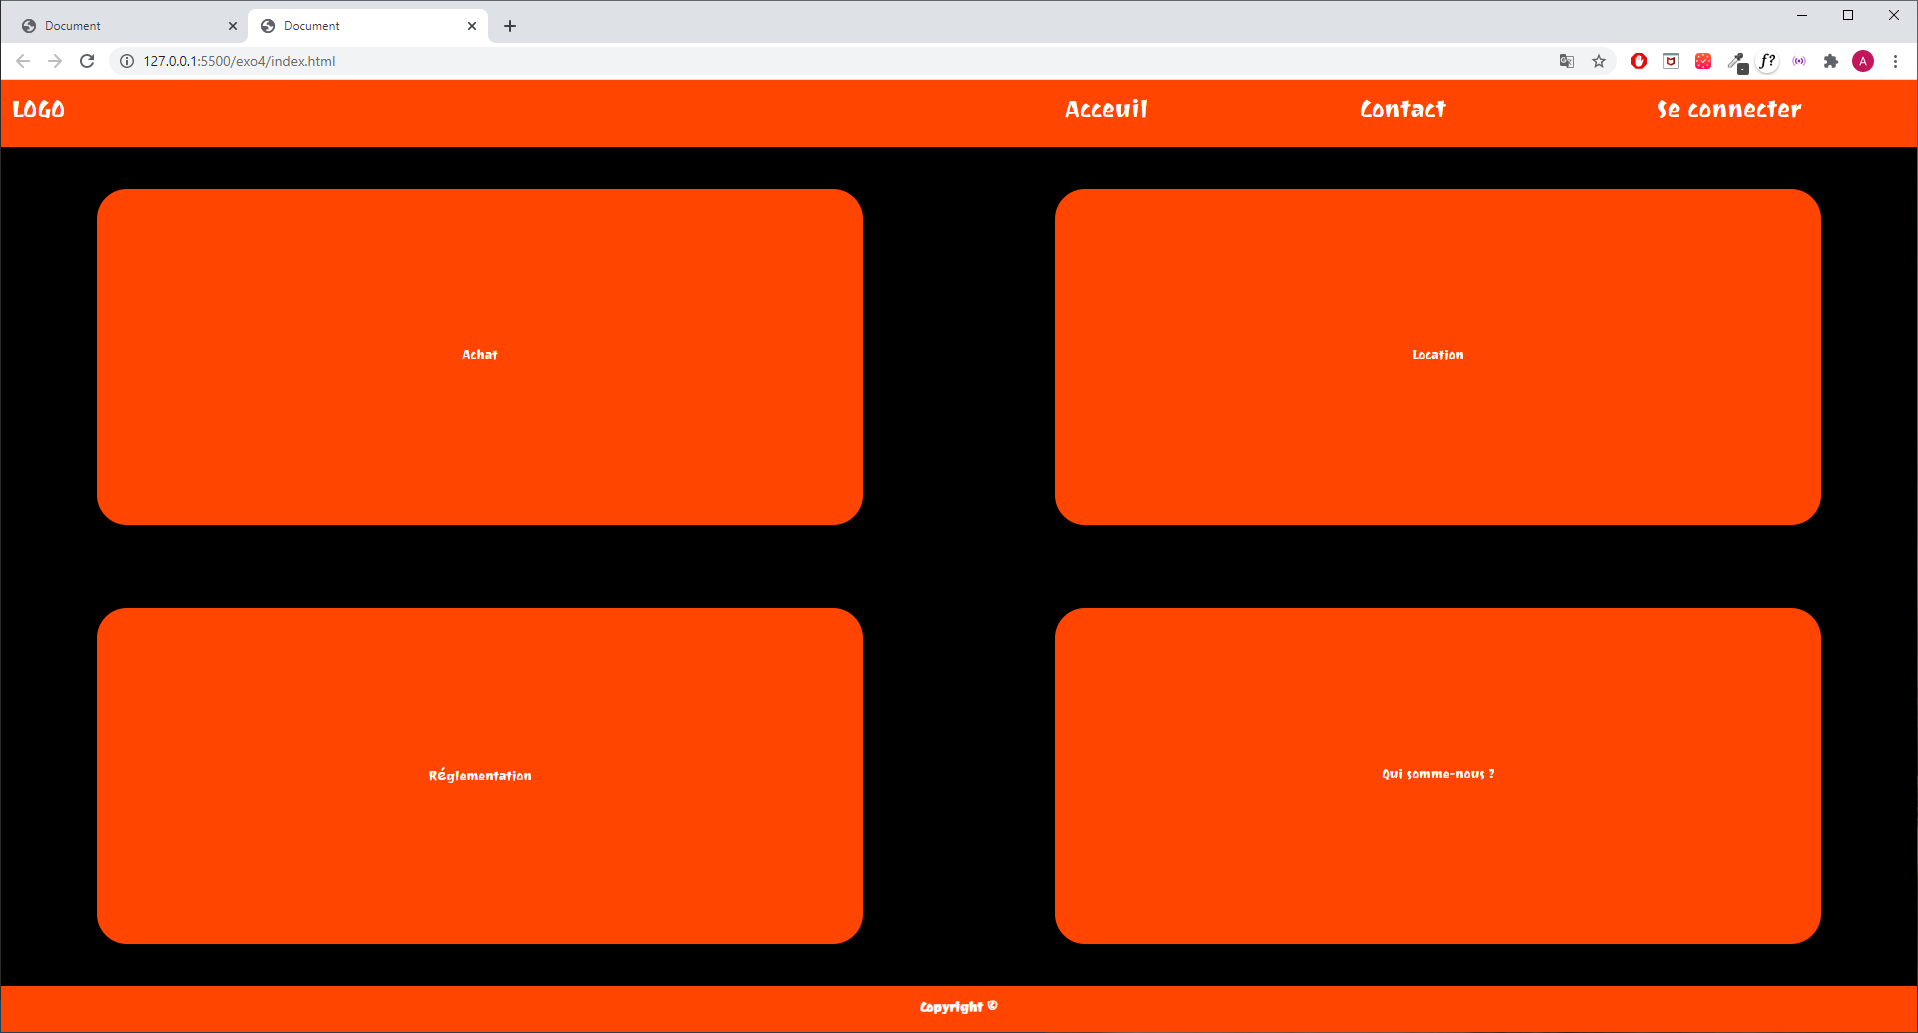 Document
Document
127.0.0.1:5500/exo4/index.html
f?
A
LOGO Acceuil Contact Se connecter
Achat
Location
Réglementation
Qui somme-nous ?
Copyright ©